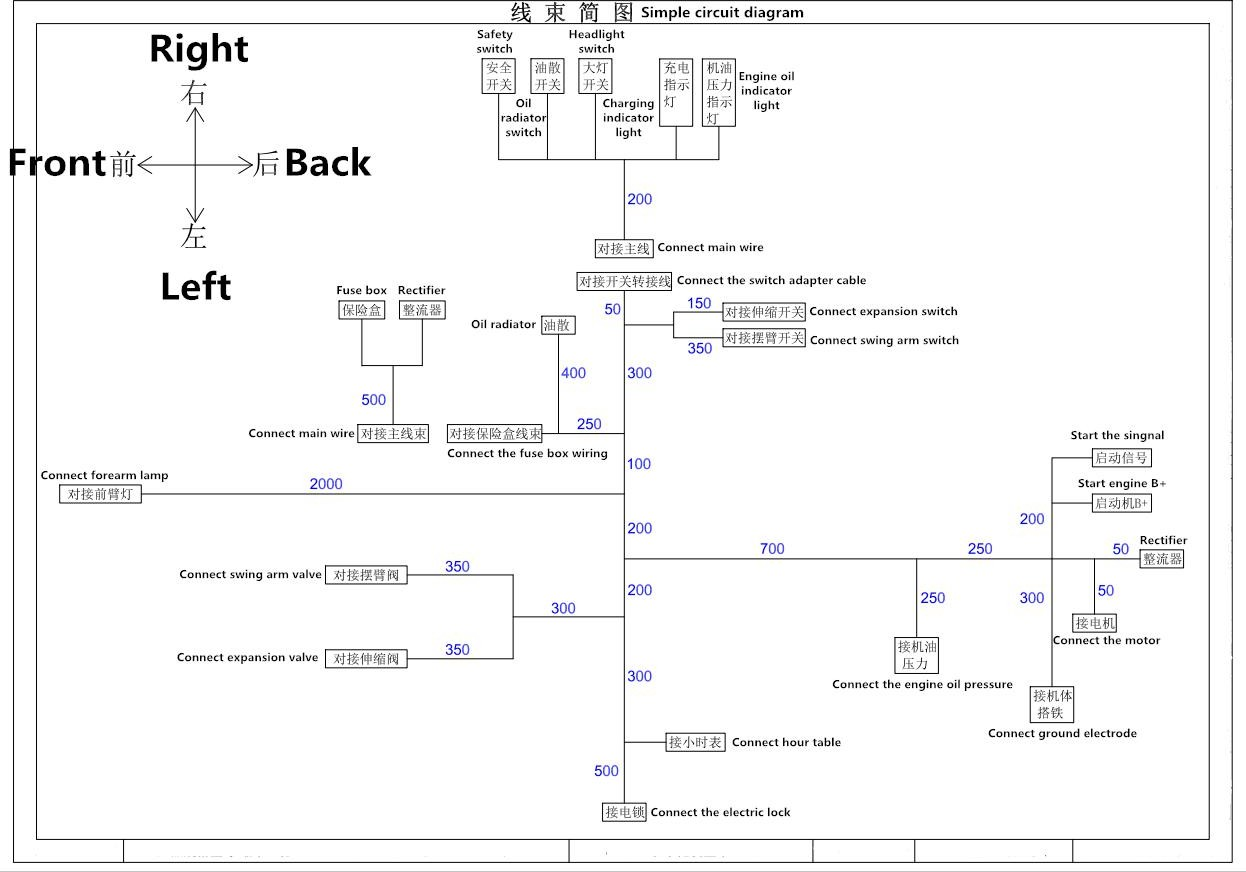 线 束 简 图 Simple circuit diagram
Right
右
Front前
后Back
左
Left
Safety
switch
Headlight
switch
安全
开关
油散
开关
大灯
开关
充电
指示
灯
机油
压力
指示
灯
Engine oil
indicator
light
Oil
radiator
switch
Charging
indicator
light
200
对接主线 Connect main wire
对接开关转接线 Connect the switch adapter cable
50
150
对接伸缩开关 Connect expansion switch
350
对接摆臂开关 Connect swing arm switch
Fuse box
Rectifier
保险盒
整流器
500
Connect main wire 对接主线束
Oil radiator 油散
400
300
250
对接保险盒线束
Connect the fuse box wiring
100
Connect forearm lamp
对接前臂灯
2000
200
700
250
Start the singnal
启动信号
Start engine B+
启动机B+
200
Rectifier
50
整流器
250
300
50
接电机
Connect the motor
接机油
压力
Connect the engine oil pressure
接机体
搭铁
Connect ground electrode
Connect swing arm valve 对接摆臂阀
350
200
300
Connect expansion valve 对接伸缩阀
350
300
接小时表 Connect hour table
500
接电锁 Connect the electric lock